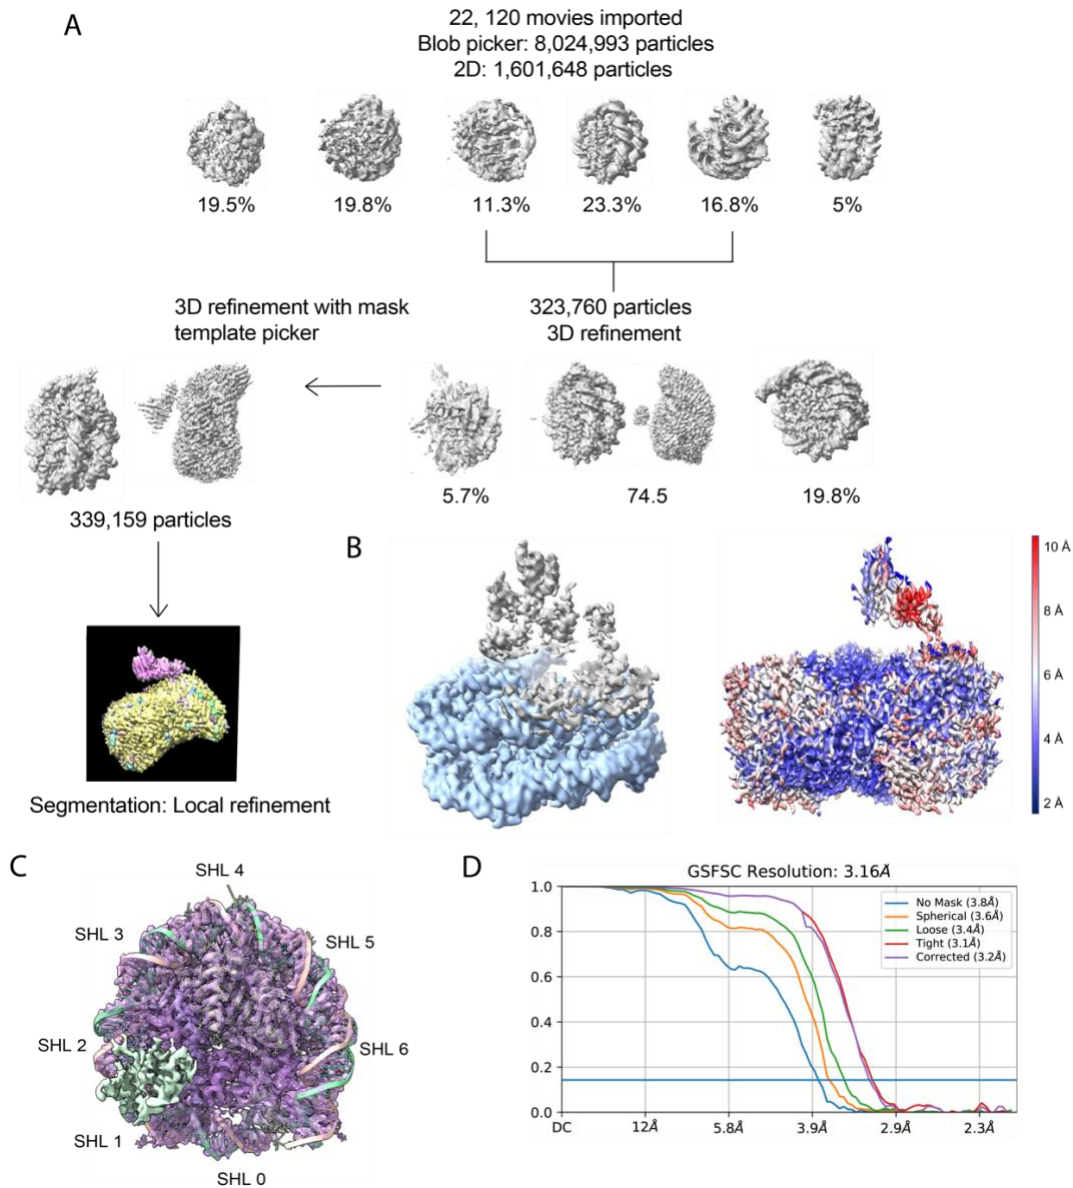 A
22, 120 movies imported
Blob picker: 8,024,993 particles
2D: 1,601,648 particles
19.5%
19.8%
11.3%
23.3%
16.8%
5%
3D refinement with mask
template picker
323,760 particles
3D refinement
5.7%
74.5
19.8%
339,159 particles
Segmentation: Local refinement
B
10 Å
8 Å
6 Å
4 Å
2 Å
C
SHL 4
SHL 3
SHL 5
SHL 2
SHL 6
SHL 1
SHL 0
D
GSFSC Resolution: 3.16Å
1.0
0.8
0.6
0.4
0.2
0.0
No Mask (3.8Å)
Spherical (3.6Å)
Loose (3.4Å)
Tight (3.1Å)
Corrected (3.2Å)
DC
12Å
5.8Å
3.9Å
2.9Å
2.3Å